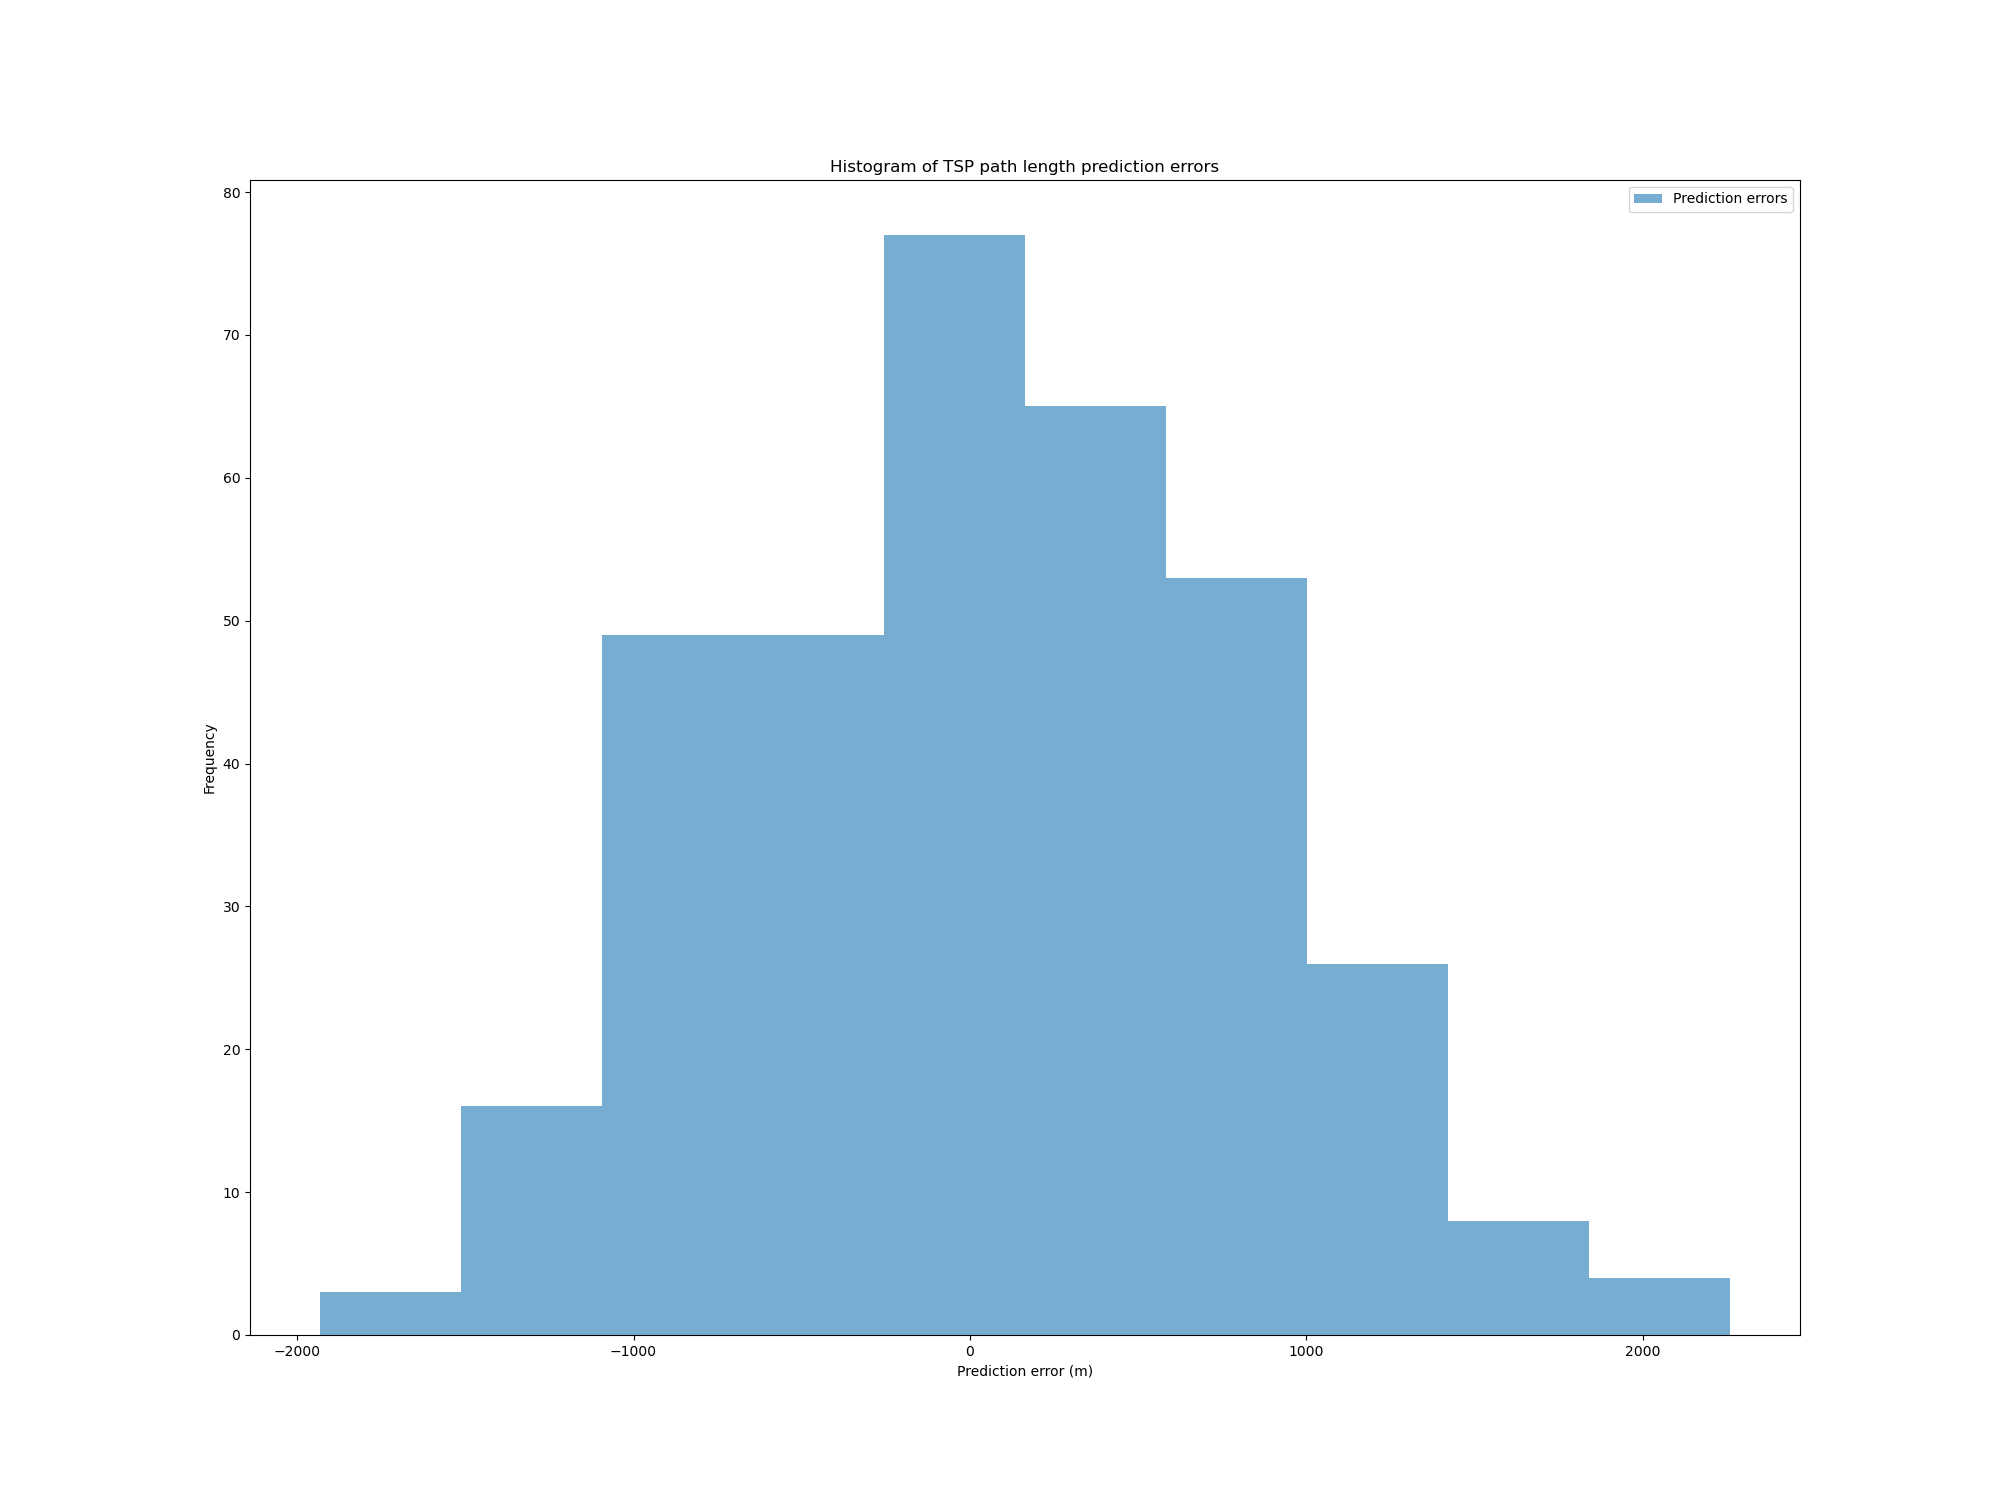 Histogram of TSP path length prediction errors
Prediction errors
80
70
60
50
40
30
20
10
0
Frequency
−2000 −1000 0 1000 2000
Prediction error (m)